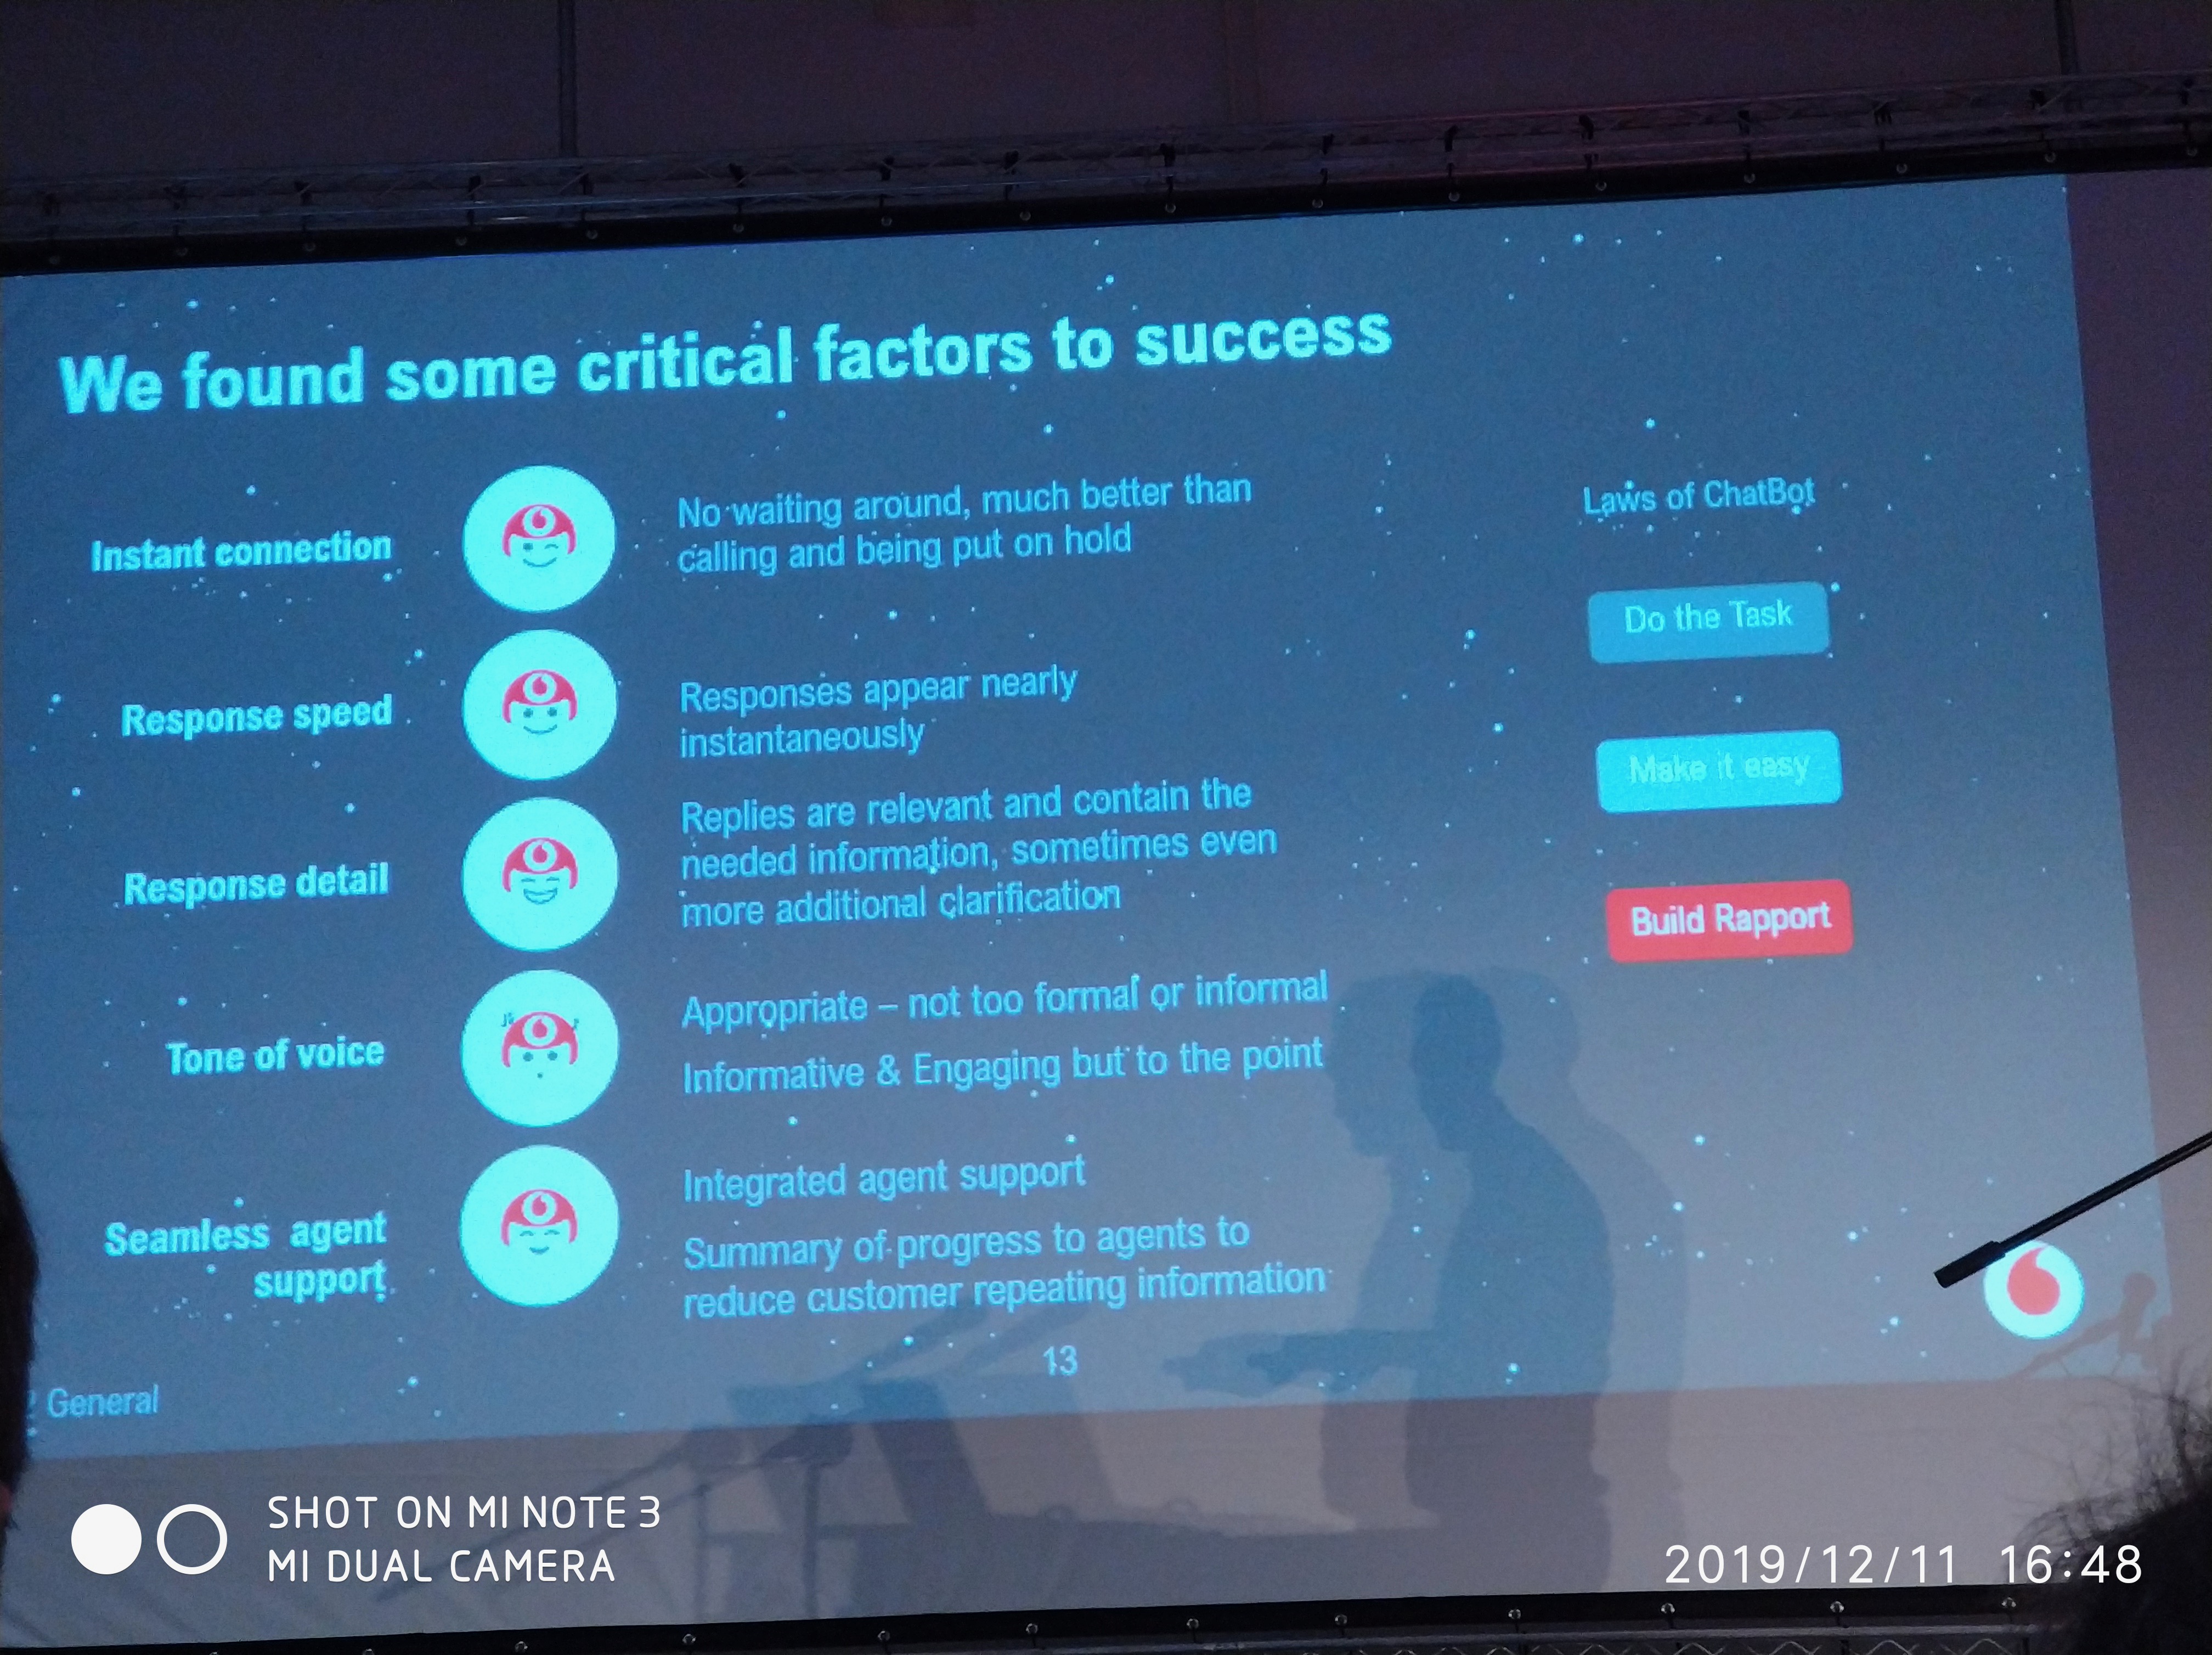 We found some critical factors to success
Instant connection
No waiting around, much better than
calling and being put on hold
Response speed
Responses appear nearly
instantaneously
Response detail
Replies are relevant and contain the
needed information, sometimes even
more additional clarification
Tone of voice
Appropriate – not too formal or informal
Informative & Engaging but to the point
Seamless agent
support
Integrated agent support
Summary of progress to agents to
reduce customer repeating information
Laws of ChatBot
Do the Task
Make it easy
Build Rapport
13
General
SHOT ON MI NOTE 3
MI DUAL CAMERA
2019/12/11 16:48